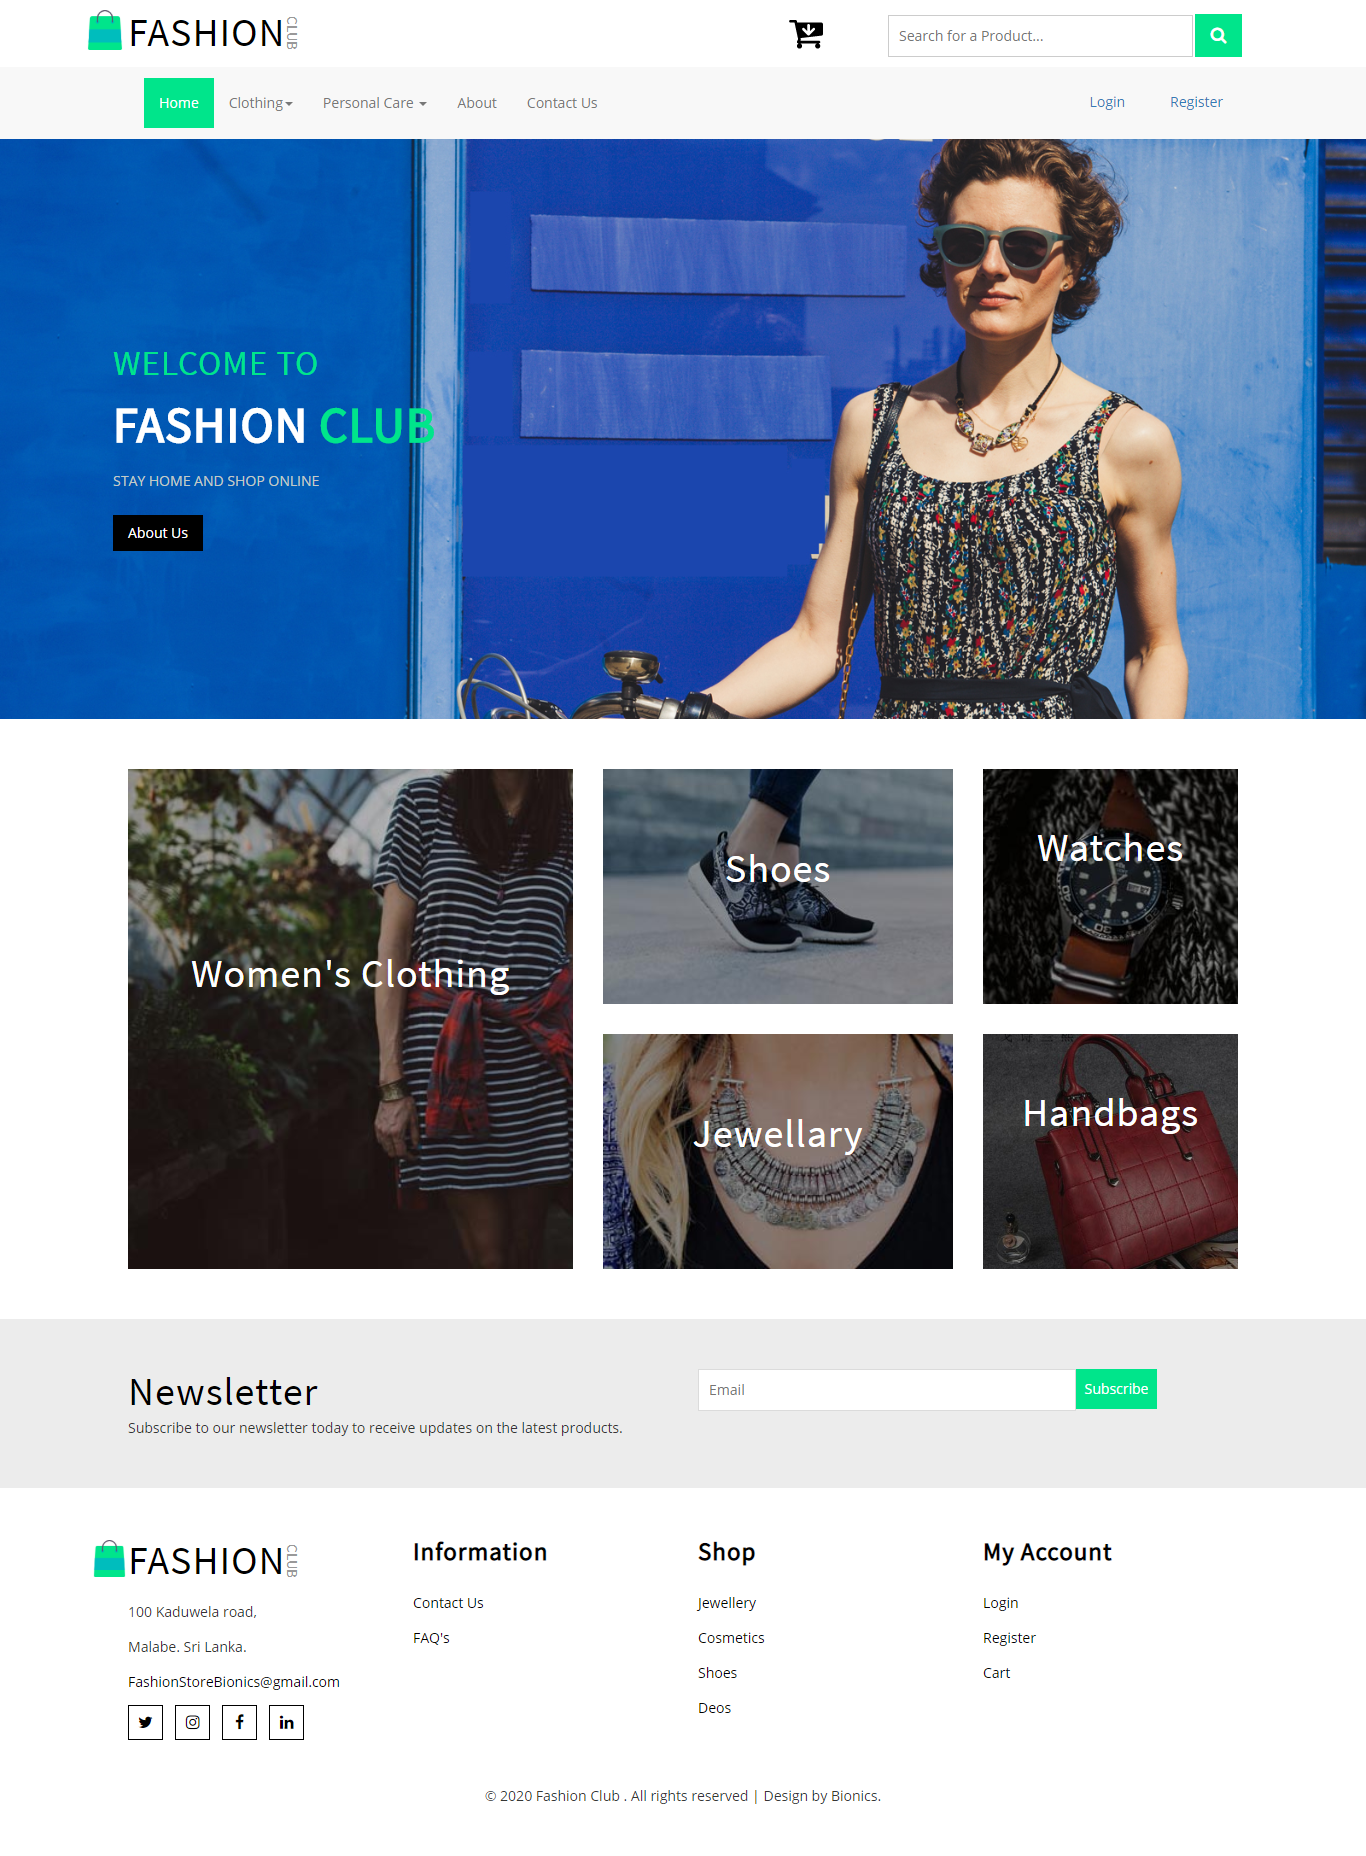 FASHION CLUB
Search for a Product...
Home Clothing Personal Care About Contact Us Login Register
WELCOME TO
FASHION CLUB
STAY HOME AND SHOP ONLINE
About Us
Women's Clothing
Shoes
Watches
Jewellary
Handbags
Newsletter
Subscribe to our newsletter today to receive updates on the latest products.
Email
Subscribe
FASHION CLUB
100 Kaduwela road,
Malabe. Sri Lanka.
FashionStoreBionics@gmail.com
Information
Contact Us
FAQ's
Shop
Jewellery
Cosmetics
Shoes
Deos
My Account
Login
Register
Cart
© 2020 Fashion Club . All rights reserved | Design by Bionics.